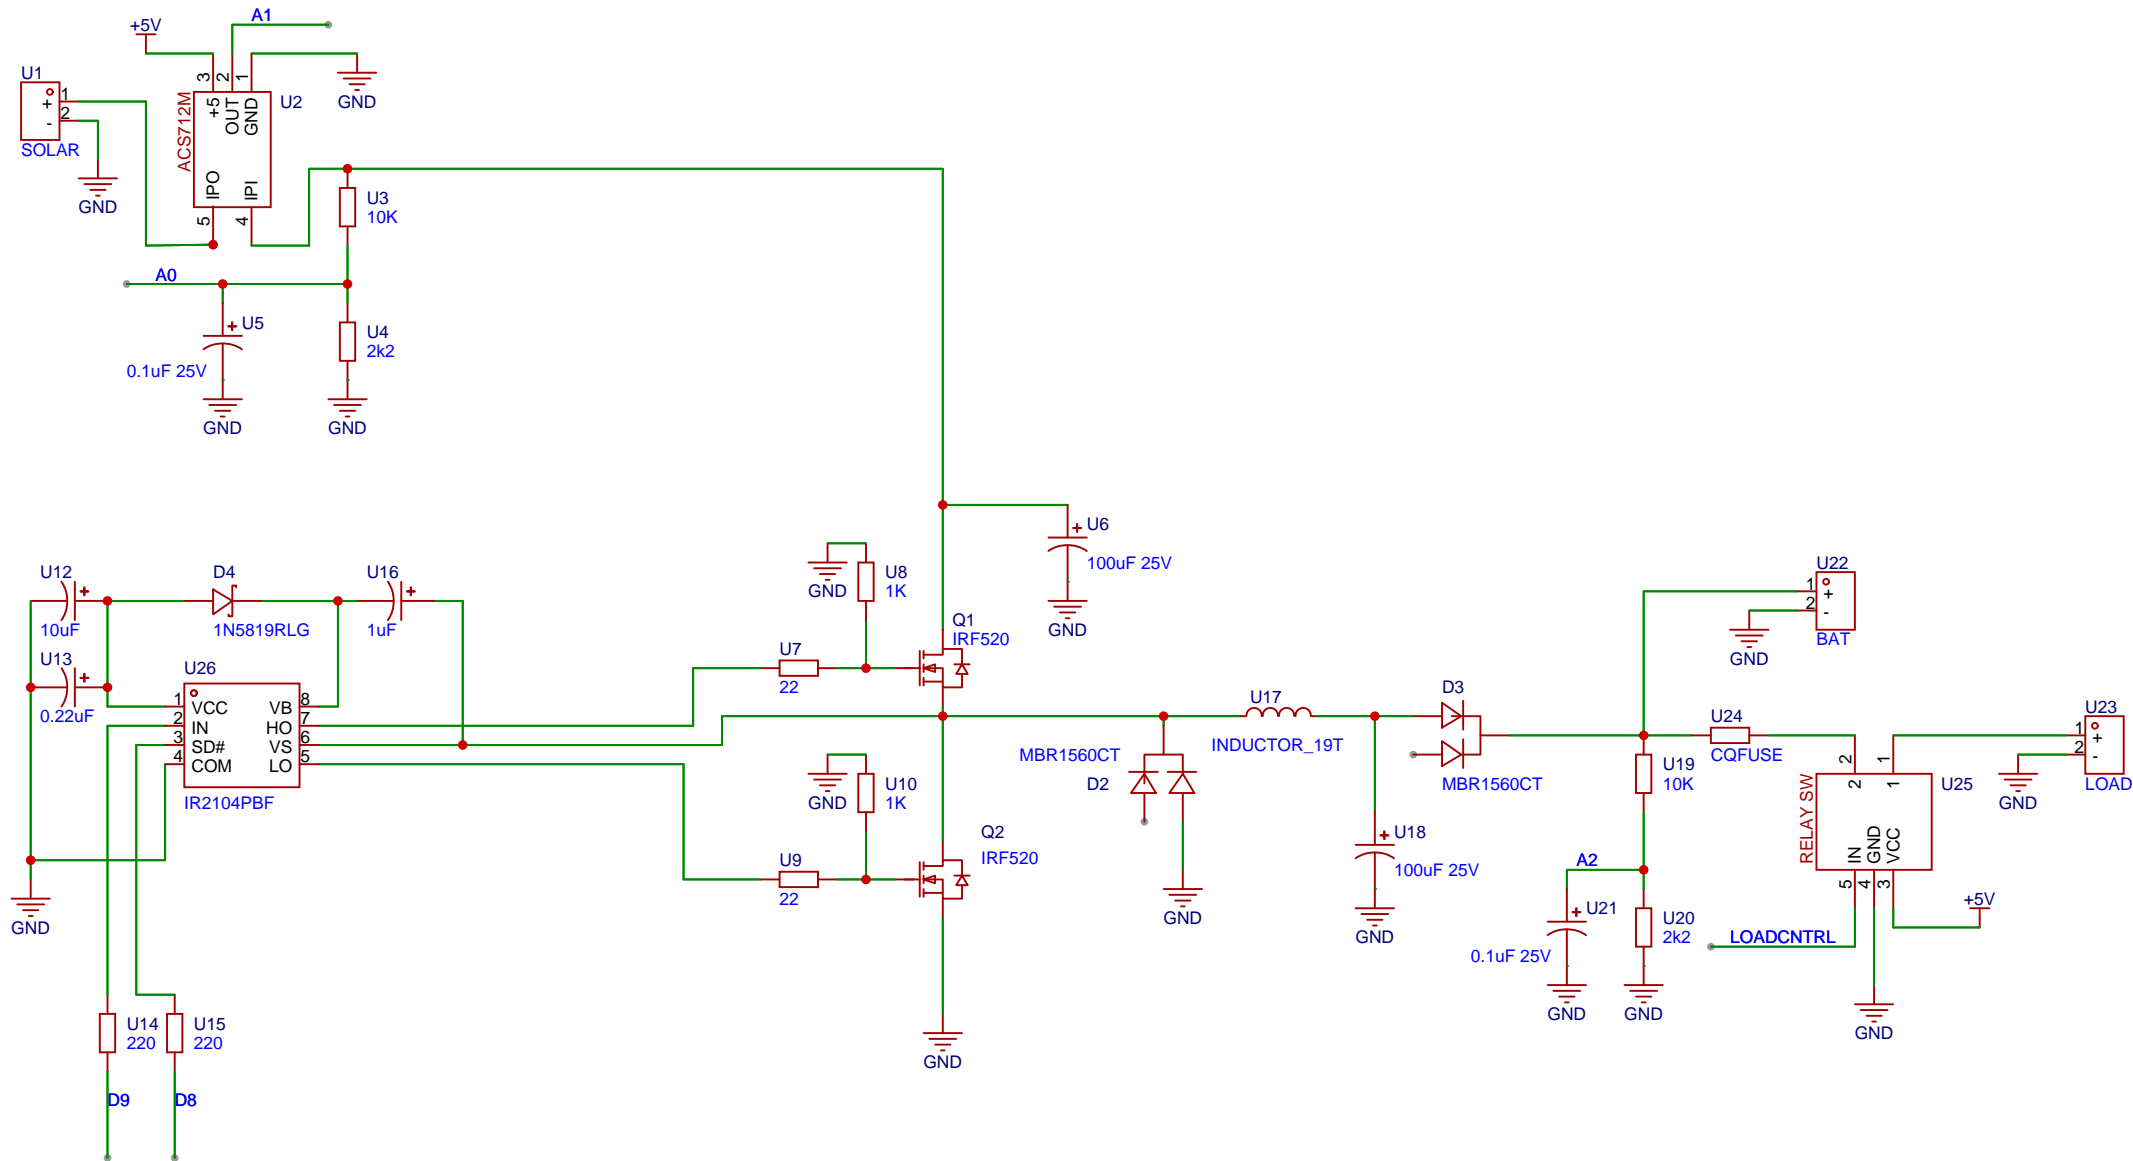 A1
+5V
U1
1
+
2
-
SOLAR
GND
3
2
1
+5
OUT
GND
U2
ACS712M
IPO
IPI
5
4
GND
U3
10K
A0
+ U5
0.1uF 25V
GND
U4
2k2
GND
+ U6
100uF 25V
GND
U12
+
10uF
D4
1N5819RLG
U16
+
1uF
U13
+
0.22uF
U26
1 VCC
2 IN
3 SD#
4 COM
VB 8
HO 7
VS 6
LO 5
IR2104PBF
GND
U14
220
U15
220
D9
D8
GND
U8
1K
U7
22
Q1
IRF520
GND
U10
1K
U9
22
Q2
IRF520
GND
MBR1560CT
D2
GND
U17
INDUCTOR_19T
+ U18
100uF 25V
GND
D3
MBR1560CT
U22
1
+
2
-
BAT
GND
U24
CQFUSE
U19
10K
A2
+ U21
0.1uF 25V
GND
U20
2k2
GND
U23
1
+
2
-
LOAD
GND
2
1
2
1
U25
RELAY SW
IN
GND
VCC
5
4
3
+5V
LOADCNTRL
GND